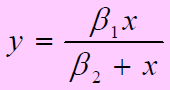 y = β₁x / (β₂ + x)